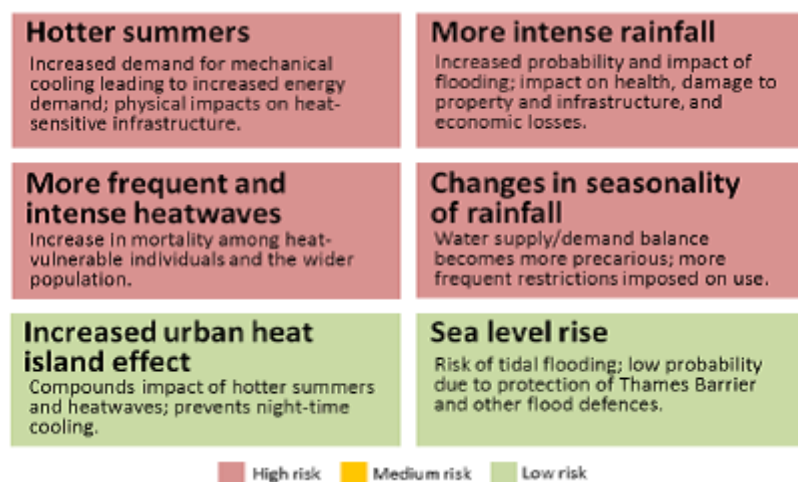 Hotter summers
Increased demand for mechanical
cooling leading to increased energy
demand; physical impacts on heat-
sensitive infrastructure.
More intense rainfall
Increased probability and impact of
flooding; impact on health, damage to
property and infrastructure, and
economic losses.
More frequent and
intense heatwaves
Increase in mortality among heat-
vulnerable individuals and the wider
population.
Changes in seasonality
of rainfall
Water supply/demand balance
becomes more precarious; more
frequent restrictions imposed on use.
Increased urban heat
island effect
Compounds impact of hotter summers
and heatwaves; prevents night-time
cooling.
Sea level rise
Risk of tidal flooding; low probability
due to protection of Thames Barrier
and other flood defences.
High risk Medium risk Low risk